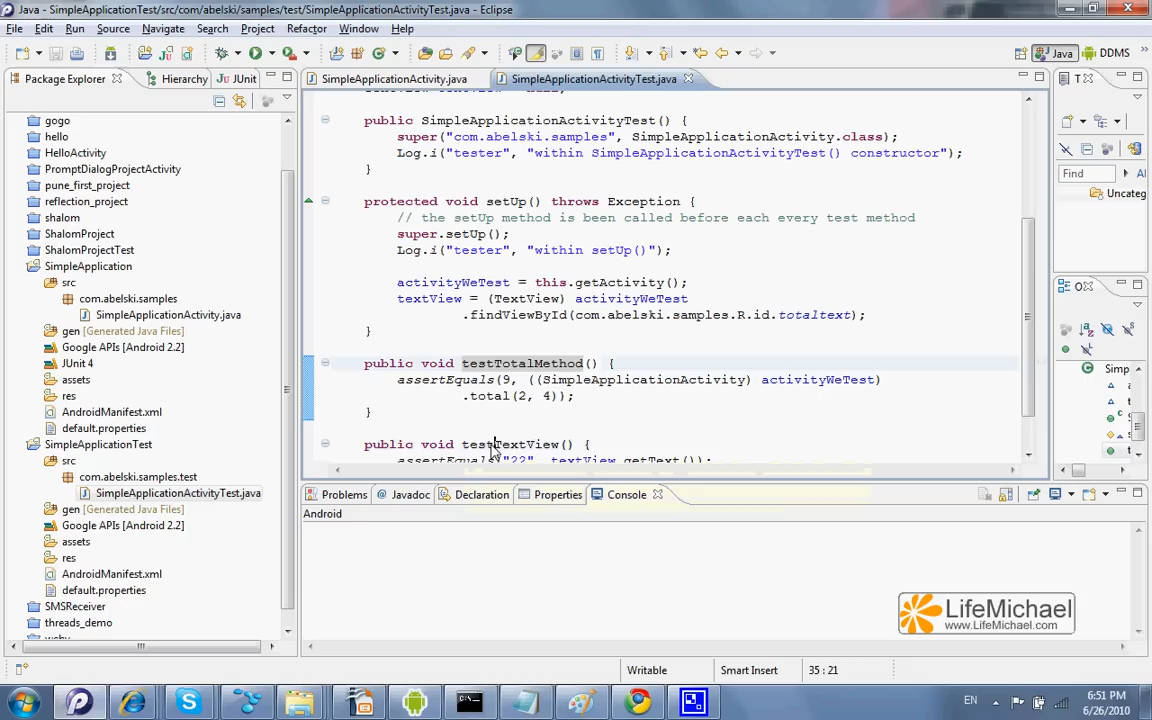 Java - SimpleApplicationTest/src/com/abelski/samples/test/SimpleApplicationActivityTest.java - Eclipse
File Edit Run Source Navigate Search Project Refactor Window Help
Java DDMS
Package Explorer Hierarchy JUnit
SimpleApplicationActivity.java SimpleApplicationActivityTest.java
gogo
hello
HelloActivity
PromptDialogProjectActivity
pune_first_project
reflection_project
shalom
ShalomProject
ShalomProjectTest
SimpleApplication
src
com.abelski.samples
SimpleApplicationActivity.java
gen [Generated Java Files]
Google APIs [Android 2.2]
JUnit 4
assets
res
AndroidManifest.xml
default.properties
SimpleApplicationTest
src
com.abelski.samples.test
SimpleApplicationActivityTest.java
gen [Generated Java Files]
Google APIs [Android 2.2]
assets
res
AndroidManifest.xml
default.properties
SMSReceiver
threads_demo
public SimpleApplicationActivityTest() {
super("com.abelski.samples", SimpleApplicationActivity.class);
Log.i("tester", "within SimpleApplicationActivityTest() constructor");
}
protected void setUp() throws Exception {
// the setUp method is been called before each every test method
super.setUp();
Log.i("tester", "within setUp()");
activityWeTest = this.getActivity();
textView = (TextView) activityWeTest
.findViewById(com.abelski.samples.R.id.totaltext);
}
public void testTotalMethod() {
assertEquals(9, ((SimpleApplicationActivity) activityWeTest)
.total(2, 4));
}
public void testTextView() {
assertEquals("22", textView.getText());
T
Find Al
Uncateg
O
Simp
Problems Javadoc Declaration Properties Console
Android
LifeMichael
www.LifeMichael.com
Writable Smart Insert 35 : 21
EN
6:51 PM
6/26/2010